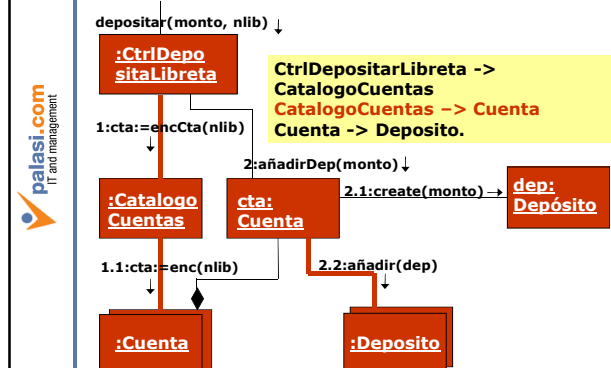 depositar(monto, nlib)
:CtrlDepo
sitaLibreta
CtrlDepositarLibreta ->
CatalogoCuentas
CatalogoCuentas –> Cuenta
Cuenta -> Deposito.
palasi.com
IT and management
1:cta:=encCta(nlib)
2:añadirDep(monto)
:Catalogo
Cuentas
cta:
Cuenta
2.1:create(monto)
dep:
Depósito
1.1:cta:=enc(nlib)
2.2:añadir(dep)
:Cuenta
:Deposito